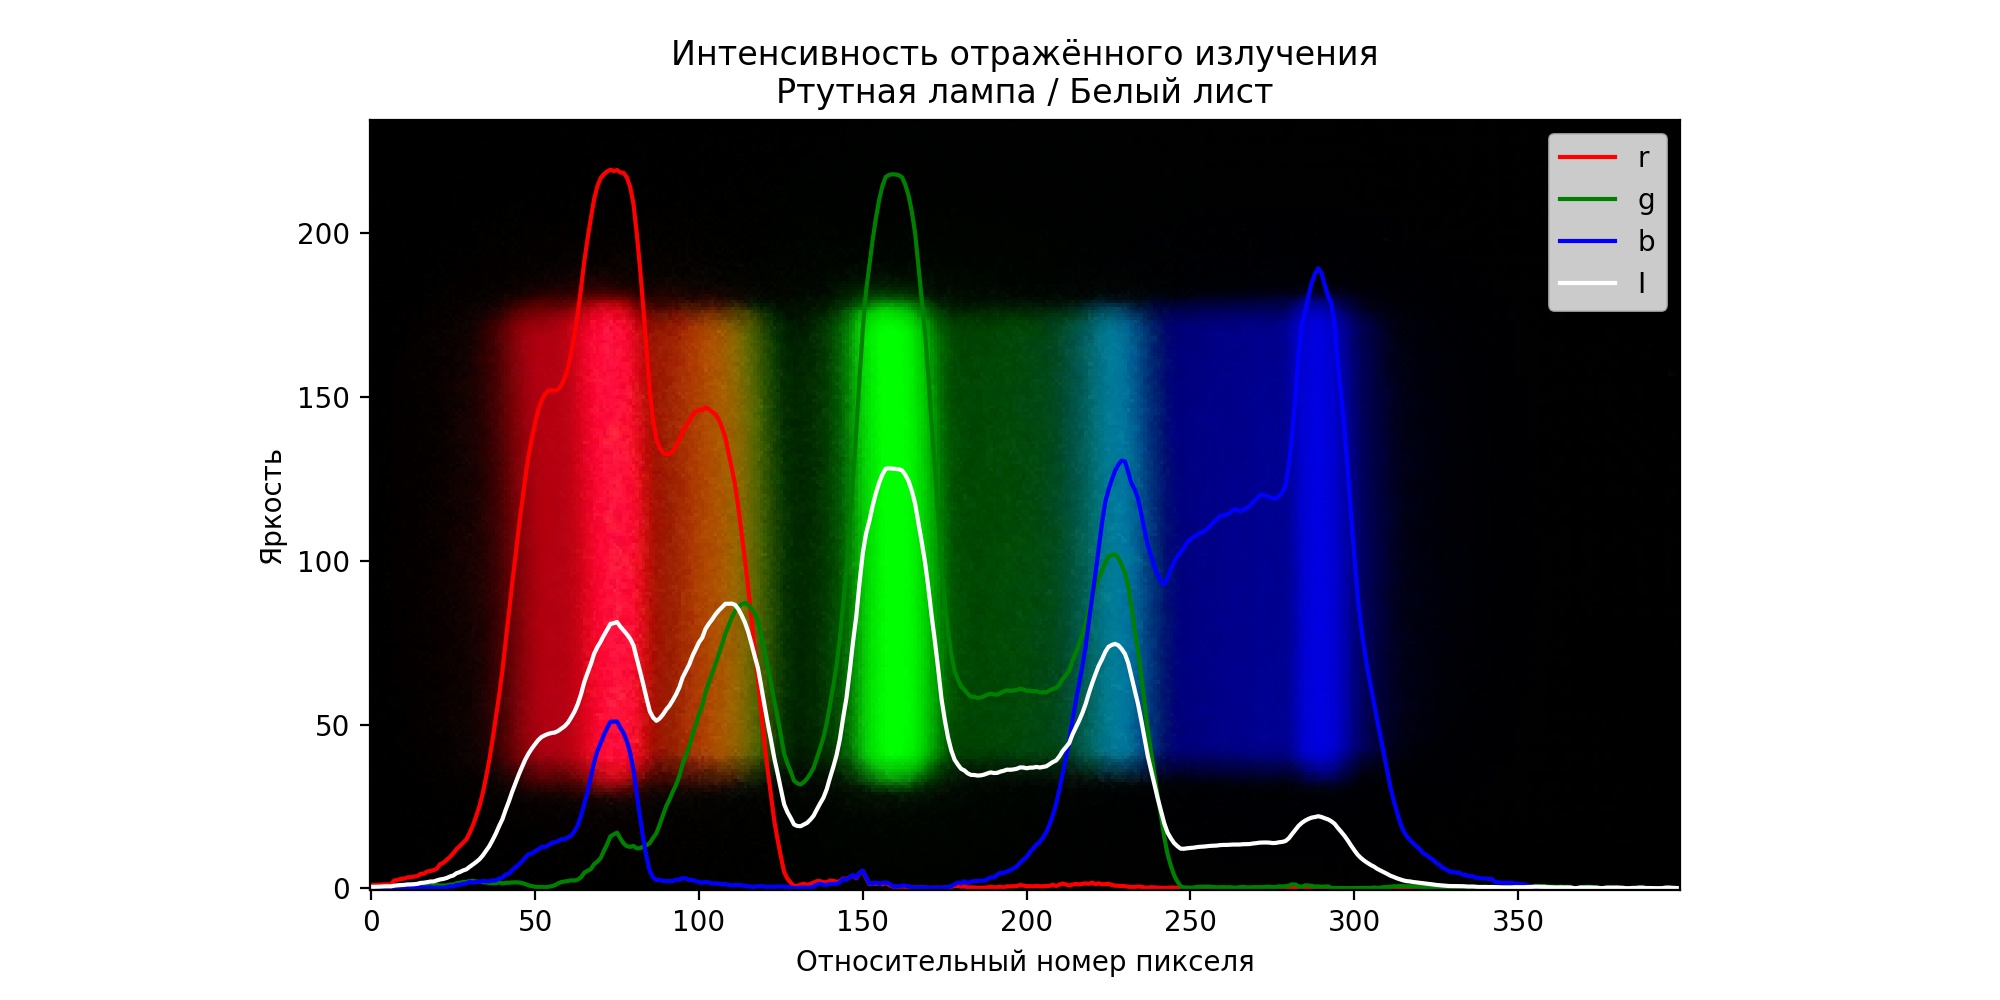 Интенсивность отражённого излучения
Ртутная лампа / Белый лист
r
g
b
l
Яркость
200
150
100
50
0
0 50 100 150 200 250 300 350
Относительный номер пикселя